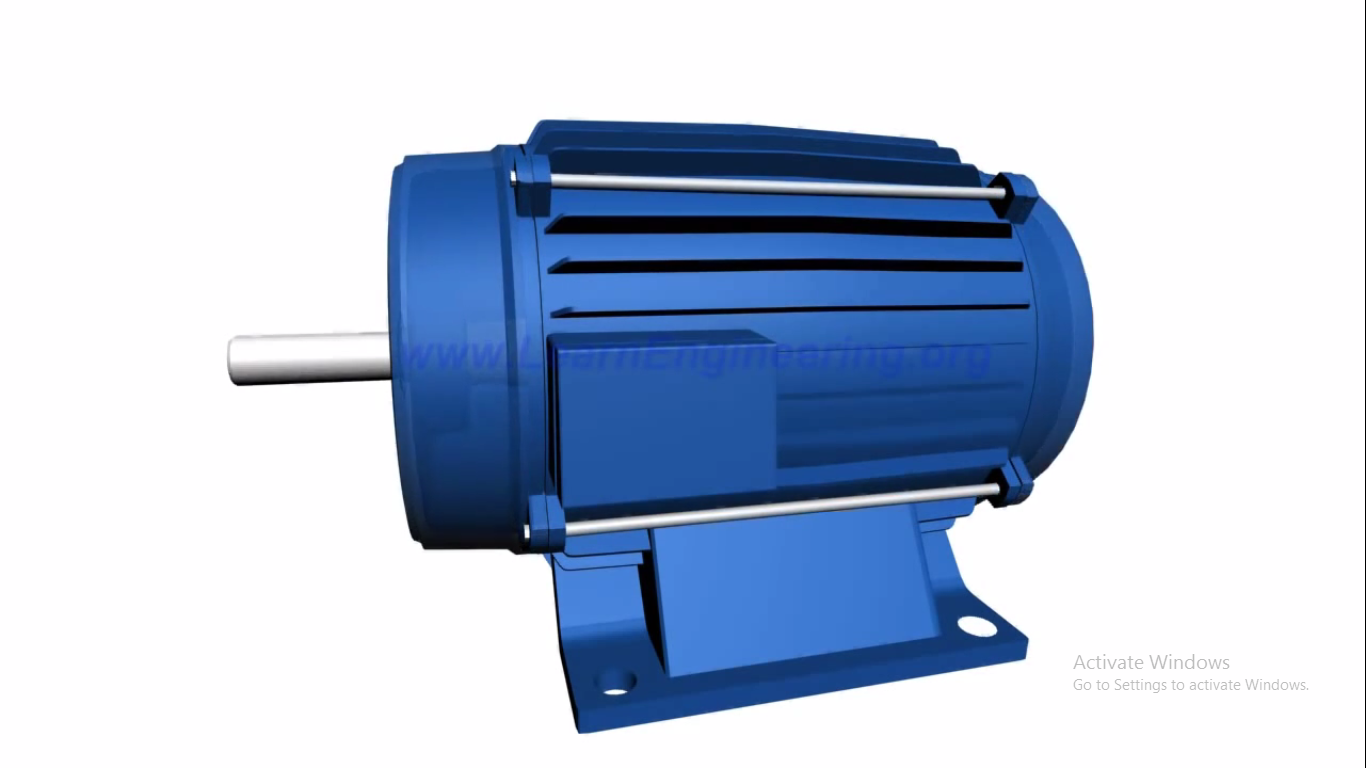 www.LearnEngineering.org
Activate Windows
Go to Settings to activate Windows.